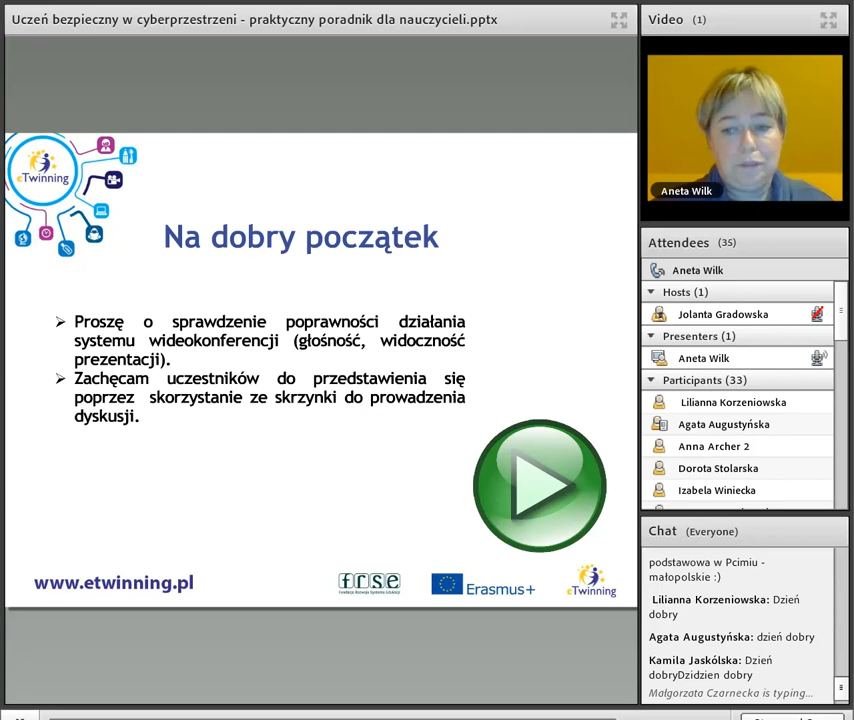 Uczeń bezpieczny w cyberprzestrzeni - praktyczny poradnik dla nauczycieli.pptx
eTwinning
Na dobry początek
➢ Proszę o sprawdzenie poprawności działania
systemu wideokonferencji (głośność, widoczność
prezentacji).
➢ Zachęcam uczestników do przedstawienia się
poprzez skorzystanie ze skrzynki do prowadzenia
dyskusji.
www.etwinning.pl
frse
Fundacja Rozwoju Systemu Edukacji
Erasmus+
eTwinning
Video (1)
Aneta Wilk
Attendees (35)
Aneta Wilk
Hosts (1)
Jolanta Gradowska
Presenters (1)
Aneta Wilk
Participants (33)
Lilianna Korzeniowska
Agata Augustyńska
Anna Archer 2
Dorota Stolarska
Izabela Winiecka
Chat (Everyone)
podstawowa w Pcimiu -
małopolskie :)
Lilianna Korzeniowska: Dzień
dobry
Agata Augustyńska: dzień dobry
Kamila Jaskólska: Dzień
dobryDzidzien dobry
Małgorzata Czarnecka is typing...